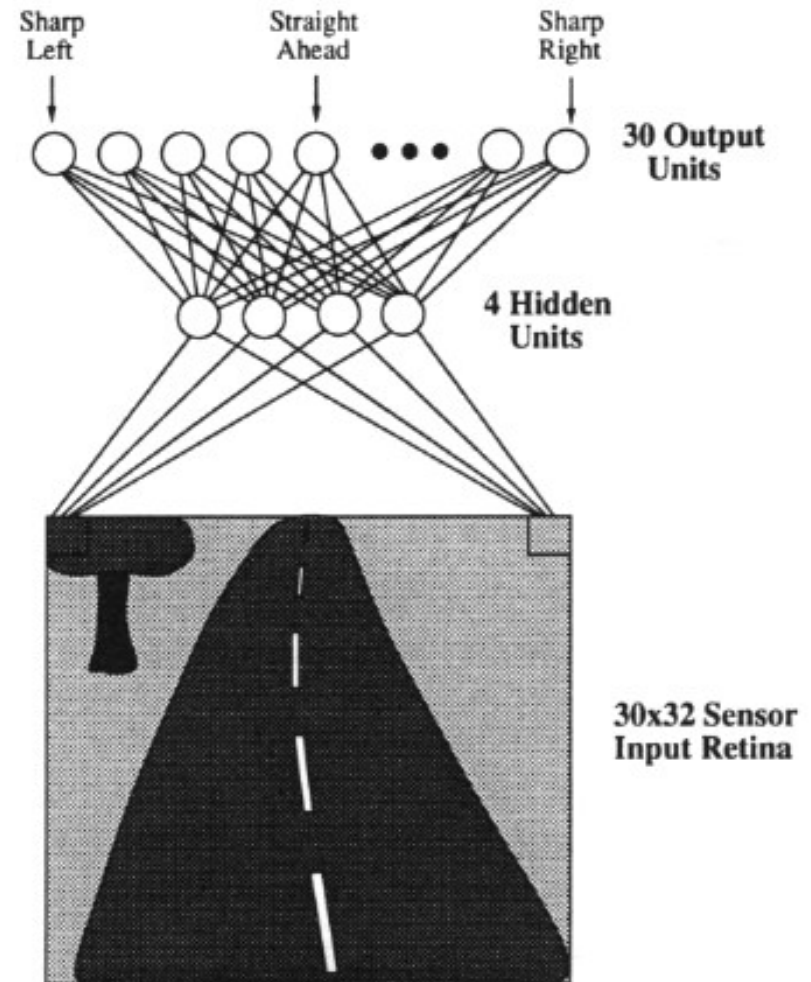 Sharp
Left
Straight
Ahead
Sharp
Right
30 Output
Units
4 Hidden
Units
30x32 Sensor
Input Retina